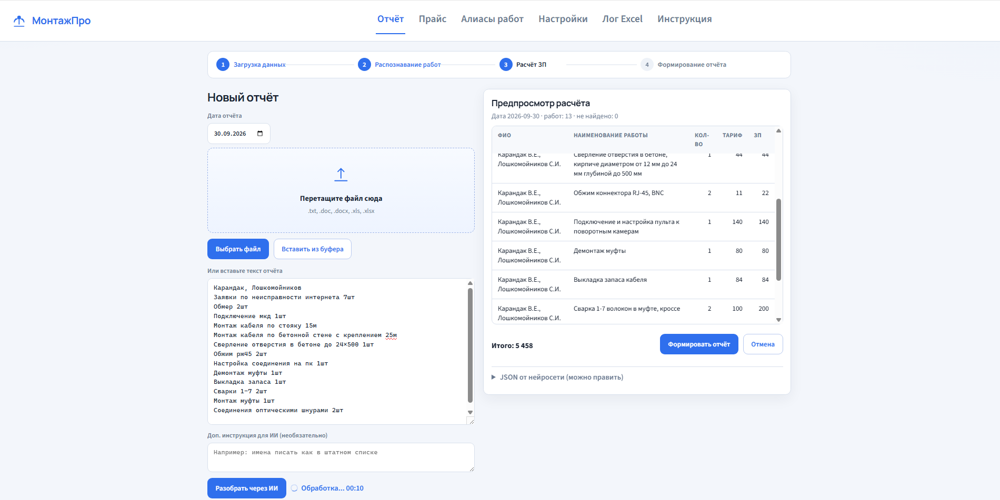 МонтажПро
Отчёт
Прайс
Алиасы работ
Настройки
Лог Excel
Инструкция
1 Загрузка данных
2 Распознавание работ
3 Расчёт ЗП
4 Формирование отчёта
Новый отчёт
Дата отчёта
30.09.2026
Перетащите файл сюда
.txt, .doc, .docx, .xls, .xlsx
Выбрать файл
Вставить из буфера
Или вставьте текст отчёта
Карандак, Лошкомойников
Заявки по неисправности интернета 7шт
Обмер 2шт
Подключение мкд 1шт
Монтаж кабеля по стояку 15м
Монтаж кабеля по бетонной стене с креплением 25м
Сверление отверстия в бетоне до 24×500 1шт
Обжим рж45 2шт
Настройка соединения на пк 1шт
Демонтаж муфты 1шт
Выкладка запаса 1шт
Сварки 1-7 2шт
Монтаж муфты 1шт
Соединения оптическими шнурами 2шт
Доп. инструкция для ИИ (необязательно)
Например: имена писать как в штатном списке
Разобрать через ИИ
Обработка... 00:10
Предпросмотр расчёта
Дата 2026-09-30 · работ: 13 · не найдено: 0
ФИО НАИМЕНОВАНИЕ РАБОТЫ КОЛ- ТАРИФ ЗП
ВО
Карандак В.Е., Сверление отверстия в бетоне, 1 44 44
Лошкомойников С.И. кирпиче диаметром от 12 мм до 24
мм глубиной до 500 мм
Карандак В.Е., Обжим коннектора RJ-45, BNC 2 11 22
Лошкомойников С.И.
Карандак В.Е., Подключение и настройка пульта к 1 140 140
Лошкомойников С.И. поворотным камерам
Карандак В.Е., Демонтаж муфты 1 80 80
Лошкомойников С.И.
Карандак В.Е., Выкладка запаса кабеля 1 84 84
Лошкомойников С.И.
Карандак В.Е., Сварка 1-7 волокон в муфте, кроссе 2 100 200
Лошкомойников С.И.
Итого: 5 458
Формировать отчёт
Отмена
JSON от нейросети (можно править)